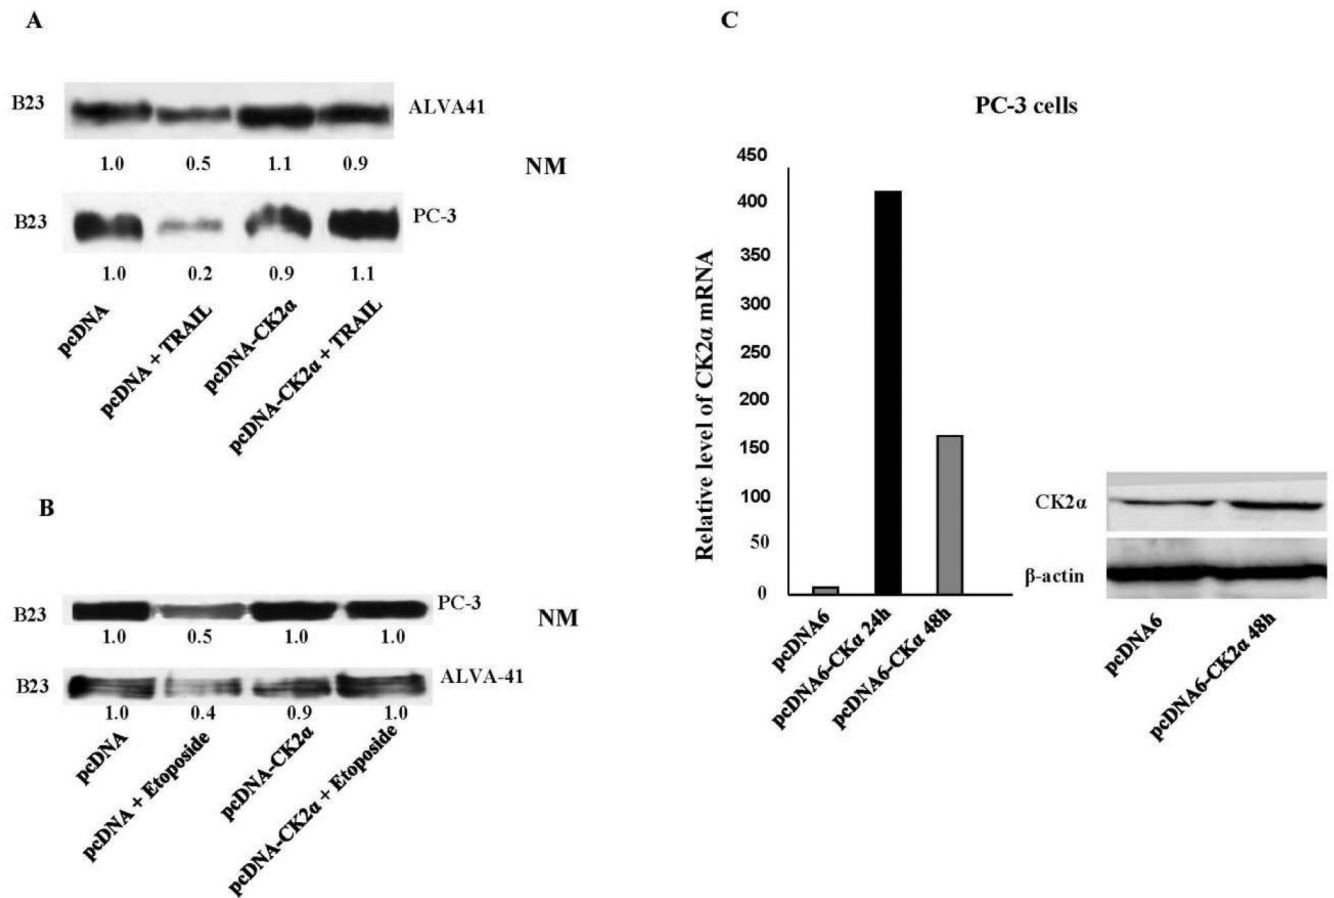 A
B23
ALVA41
1.0 0.5 1.1 0.9
NM
B23
PC-3
1.0 0.2 0.9 1.1
pcDNA
pcDNA + TRAIL
pcDNA-CK2α
pcDNA-CK2α + TRAIL
B
B23
PC-3
1.0 0.5 1.0 1.0
NM
B23
ALVA-41
1.0 0.4 0.9 1.0
pcDNA
pcDNA + Etoposide
pcDNA-CK2α
pcDNA-CK2α + Etoposide
C
PC-3 cells
Relative level of CK2α mRNA
450
400
350
300
250
200
150
100
50
0
pcDNA6
pcDNA6-CKα 24h
pcDNA6-CKα 48h
CK2α
β-actin
pcDNA6
pcDNA6-CK2α 48h